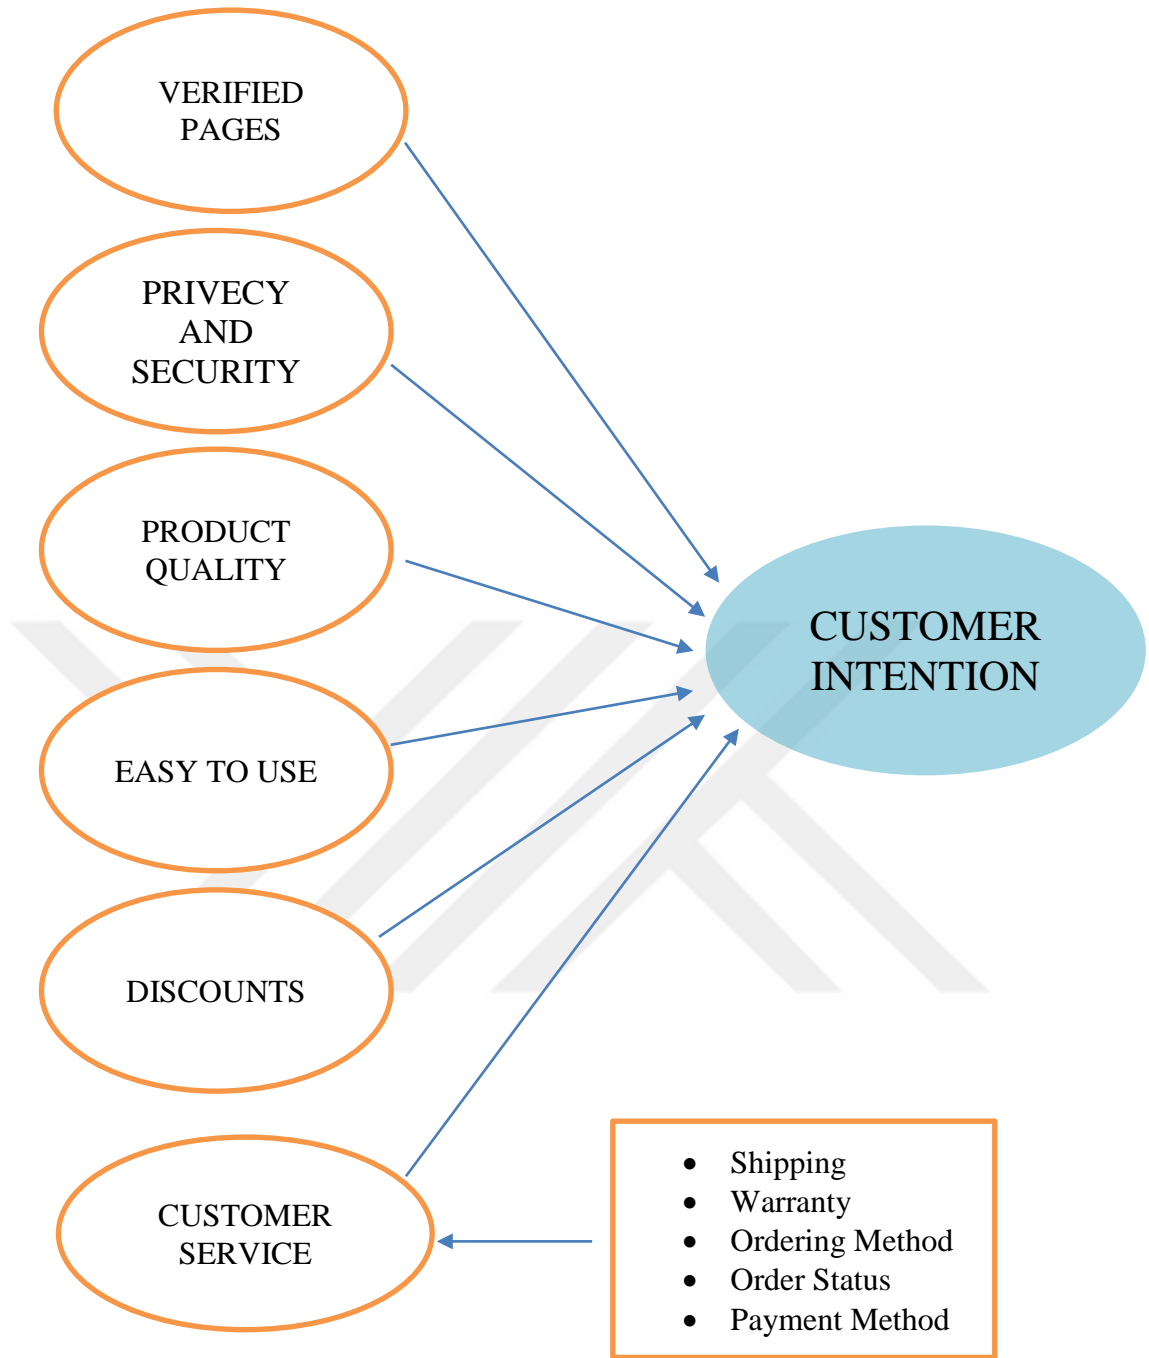 VERIFIED
PAGES
PRIVECY
AND
SECURITY
PRODUCT
QUALITY
CUSTOMER
INTENTION
EASY TO USE
DISCOUNTS
CUSTOMER
SERVICE
• Shipping
• Warranty
• Ordering Method
• Order Status
• Payment Method